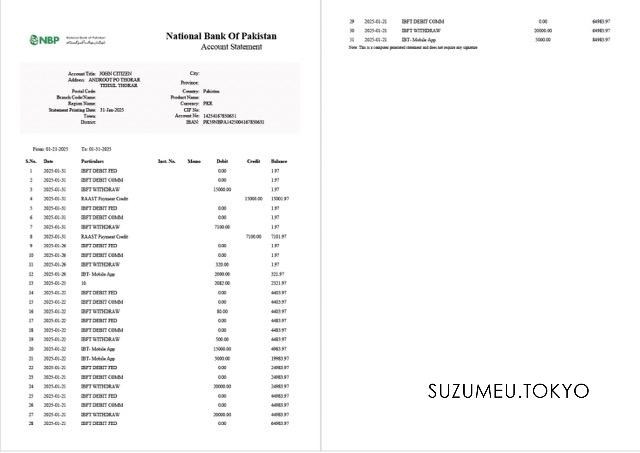 NBP
National Bank of Pakistan
National Bank Of Pakistan
Account Statement
Account Title: JOHN CITIZEN
Address: ANDROOT PO THORAR
TEHSIL THORAR
Postal Code:
Branch Code/Name:
Region Name:
Statement Printing Date: 31-Jan-2025
Town:
District:
City:
Province:
Country: Pakistan
Product Name:
Currency: PKR
CIF No:
Account No: 14254167850631
IBAN: PK59NBPA1425004167850631
From: 01-21-2025 To: 01-31-2025
S.No. Date Particulars Inst. No. Memo Debit Credit Balance
1 2025-01-31 IBFT DEBIT FED 0.00 1.97
2 2025-01-31 IBFT DEBIT COMM 0.00 1.97
3 2025-01-31 IBFT WITHDRAW 15000.00 1.97
4 2025-01-31 RAAST Payment Credit 15000.00 15001.97
5 2025-01-31 IBFT DEBIT FED 0.00 1.97
6 2025-01-31 IBFT DEBIT COMM 0.00 1.97
7 2025-01-31 IBFT WITHDRAW 7100.00 1.97
8 2025-01-31 RAAST Payment Credit 7100.00 7101.97
9 2025-01-26 IBFT DEBIT FED 0.00 1.97
10 2025-01-26 IBFT DEBIT COMM 0.00 1.97
11 2025-01-26 IBFT WITHDRAW 320.00 1.97
12 2025-01-26 IBT- Mobile App 2000.00 321.97
13 2025-01-23 10 2082.00 2321.97
14 2025-01-22 IBFT DEBIT FED 0.00 4403.97
15 2025-01-22 IBFT DEBIT COMM 0.00 4403.97
16 2025-01-22 IBFT WITHDRAW 80.00 4403.97
17 2025-01-22 IBFT DEBIT FED 0.00 4483.97
18 2025-01-22 IBFT DEBIT COMM 0.00 4483.97
19 2025-01-22 IBFT WITHDRAW 500.00 4483.97
20 2025-01-22 IBT- Mobile App 15000.00 4983.97
21 2025-01-22 IBT- Mobile App 5000.00 19983.97
22 2025-01-22 IBFT DEBIT FED 0.00 24983.97
23 2025-01-22 IBFT DEBIT COMM 0.00 24983.97
24 2025-01-22 IBFT WITHDRAW 20000.00 24983.97
25 2025-01-21 IBFT DEBIT FED 0.00 44983.97
26 2025-01-21 IBFT DEBIT COMM 0.00 44983.97
27 2025-01-21 IBFT WITHDRAW 20000.00 44983.97
28 2025-01-21 IBFT DEBIT FED 0.00 64983.97
29 2025-01-21 IBFT DEBIT COMM 0.00 64983.97
30 2025-01-21 IBFT WITHDRAW 20000.00 64983.97
31 2025-01-21 IBT- Mobile App 5000.00 84983.97
Note: This is a computer generated statement and does not require any signature
SUZUMEU.TOKYO